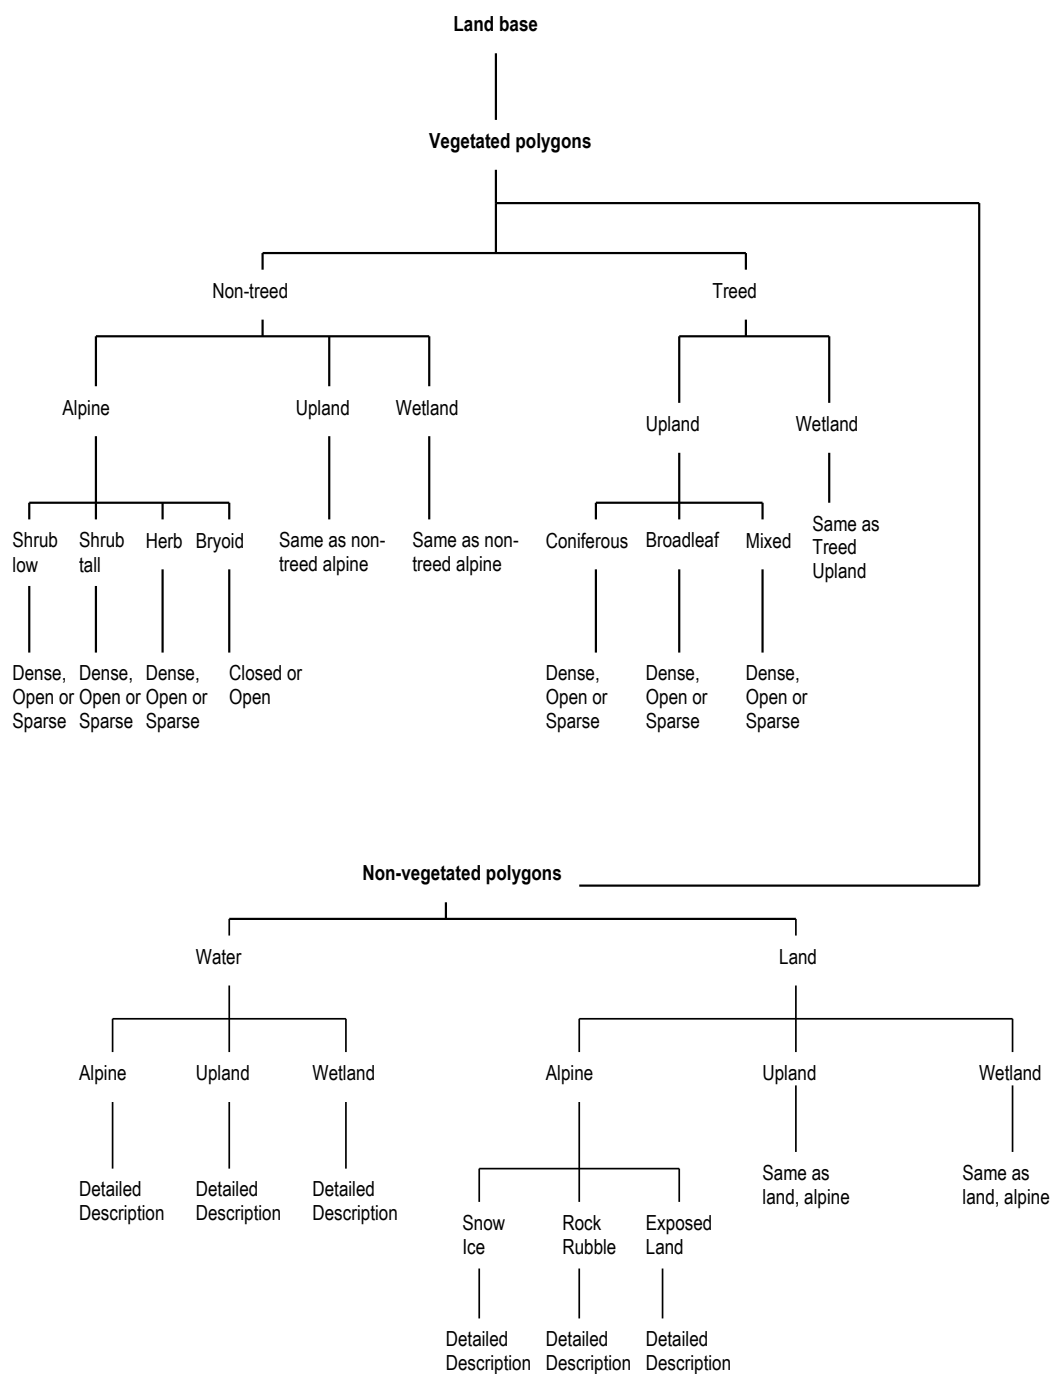 Land base
Vegetated polygons
Non-treed
Treed
Alpine
Upland
Wetland
Upland
Wetland
Shrub
low
Shrub
tall
Herb
Bryoid
Same as non-
treed alpine
Same as non-
treed alpine
Coniferous
Broadleaf
Mixed
Same as
Treed
Upland
Dense,
Open or
Sparse
Dense,
Open or
Sparse
Dense,
Open or
Sparse
Closed or
Open
Dense,
Open or
Sparse
Dense,
Open or
Sparse
Dense,
Open or
Sparse
Non-vegetated polygons
Water
Land
Alpine
Upland
Wetland
Alpine
Upland
Wetland
Detailed
Description
Detailed
Description
Detailed
Description
Snow
Ice
Rock
Rubble
Exposed
Land
Same as
land, alpine
Same as
land, alpine
Detailed
Description
Detailed
Description
Detailed
Description